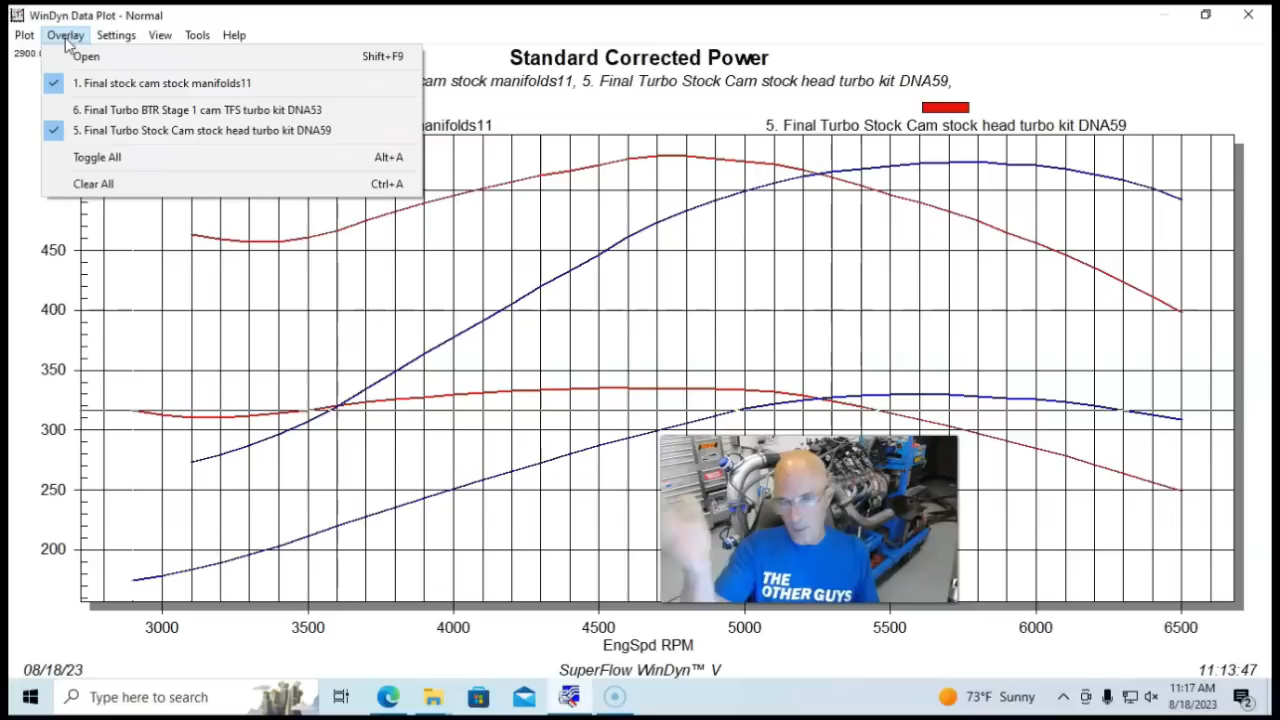 WinDyn Data Plot - Normal
Plot Overlay Settings View Tools Help
2900.
Open Shift+F9
1. Final stock cam stock manifolds11
6. Final Turbo BTR Stage 1 cam TFS turbo kit DNA53
5. Final Turbo Stock Cam stock head turbo kit DNA59
Toggle All Alt+A
Clear All Ctrl+A
Standard Corrected Power
cam stock manifolds11, 5. Final Turbo Stock Cam stock head turbo kit DNA59,
manifolds11 5. Final Turbo Stock Cam stock head turbo kit DNA59
450
400
350
300
250
200
THE
OTHER GUYS
3000 3500 4000 4500 5000 5500 6000 6500
EngSpd RPM
08/18/23 SuperFlow WinDyn™ V 11:13:47
Type here to search 73°F Sunny 11:17 AM
8/18/2023
2